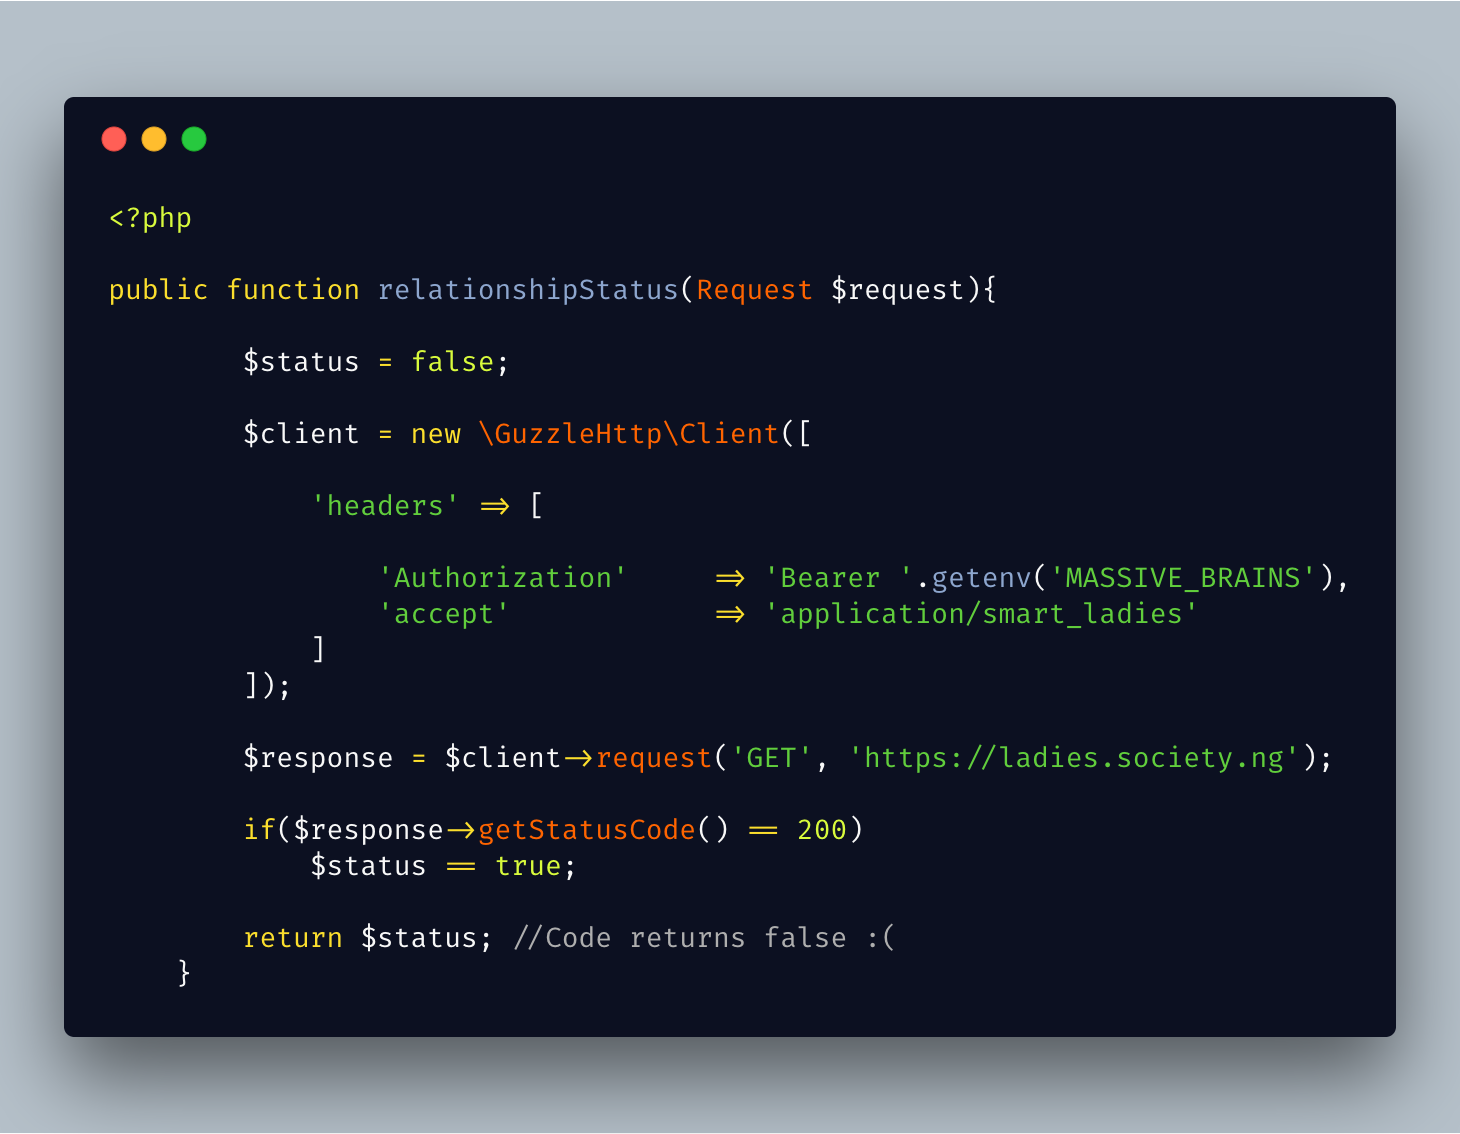 <?php
public function relationshipStatus(Request $request){
$status = false;
$client = new \GuzzleHttp\Client([
'headers' => [
'Authorization' => 'Bearer '.getenv('MASSIVE_BRAINS'),
'accept' => 'application/smart_ladies'
]
]);
$response = $client->request('GET', 'https://ladies.society.ng');
if($response->getStatusCode() == 200)
$status == true;
return $status; //Code returns false :(
}